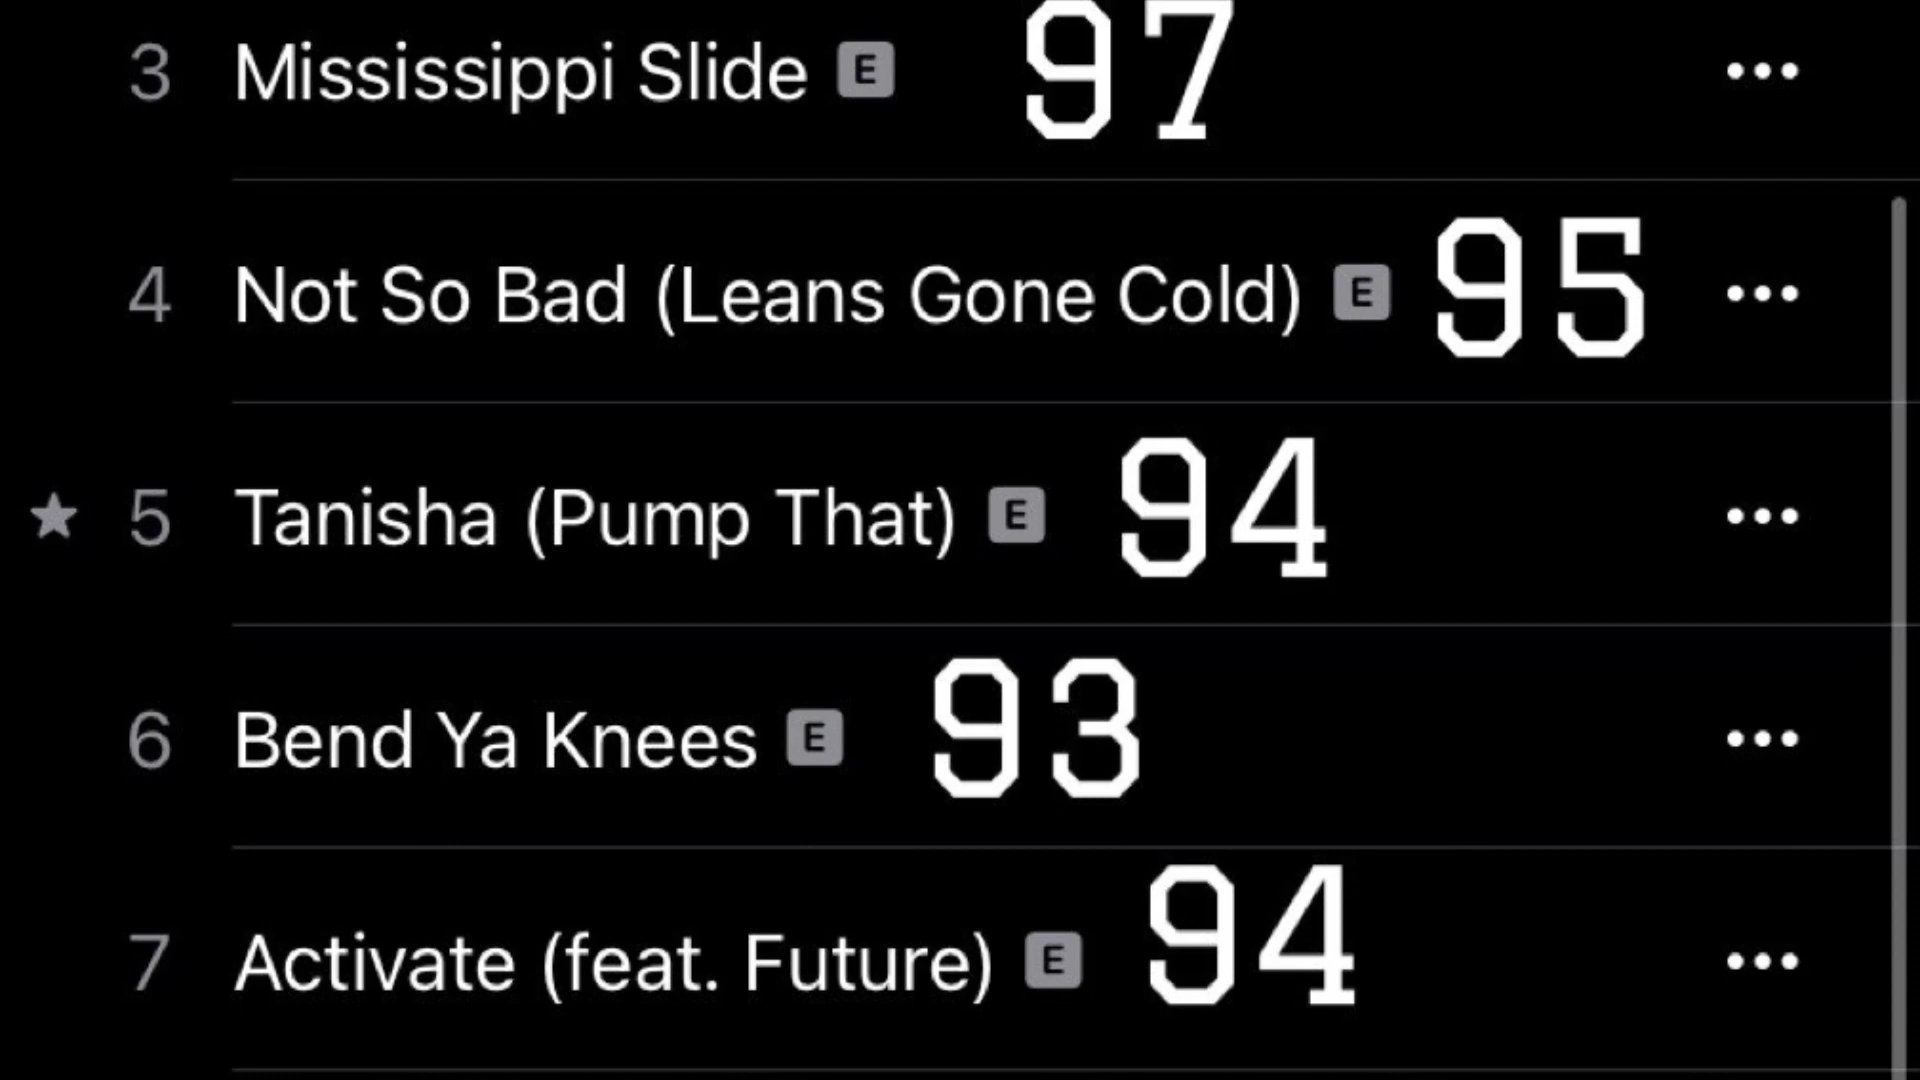 3 Mississippi Slide E 97
4 Not So Bad (Leans Gone Cold) E 95
5 Tanisha (Pump That) E 94
6 Bend Ya Knees E 93
7 Activate (feat. Future) E 94